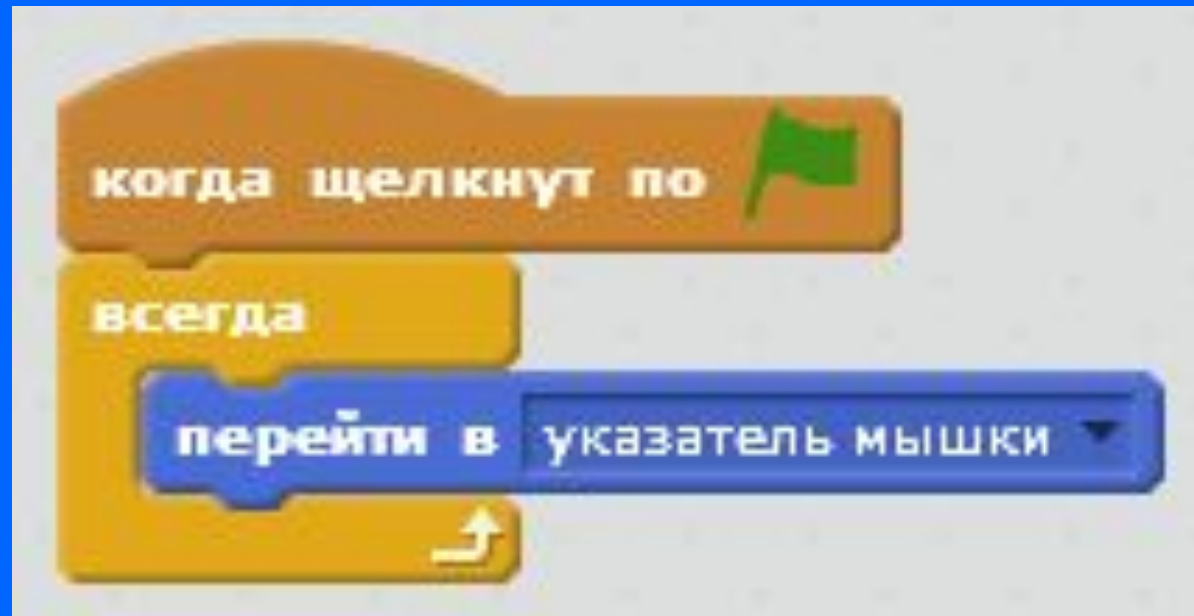 когда щелкнут по
всегда
перейти в указатель мышки